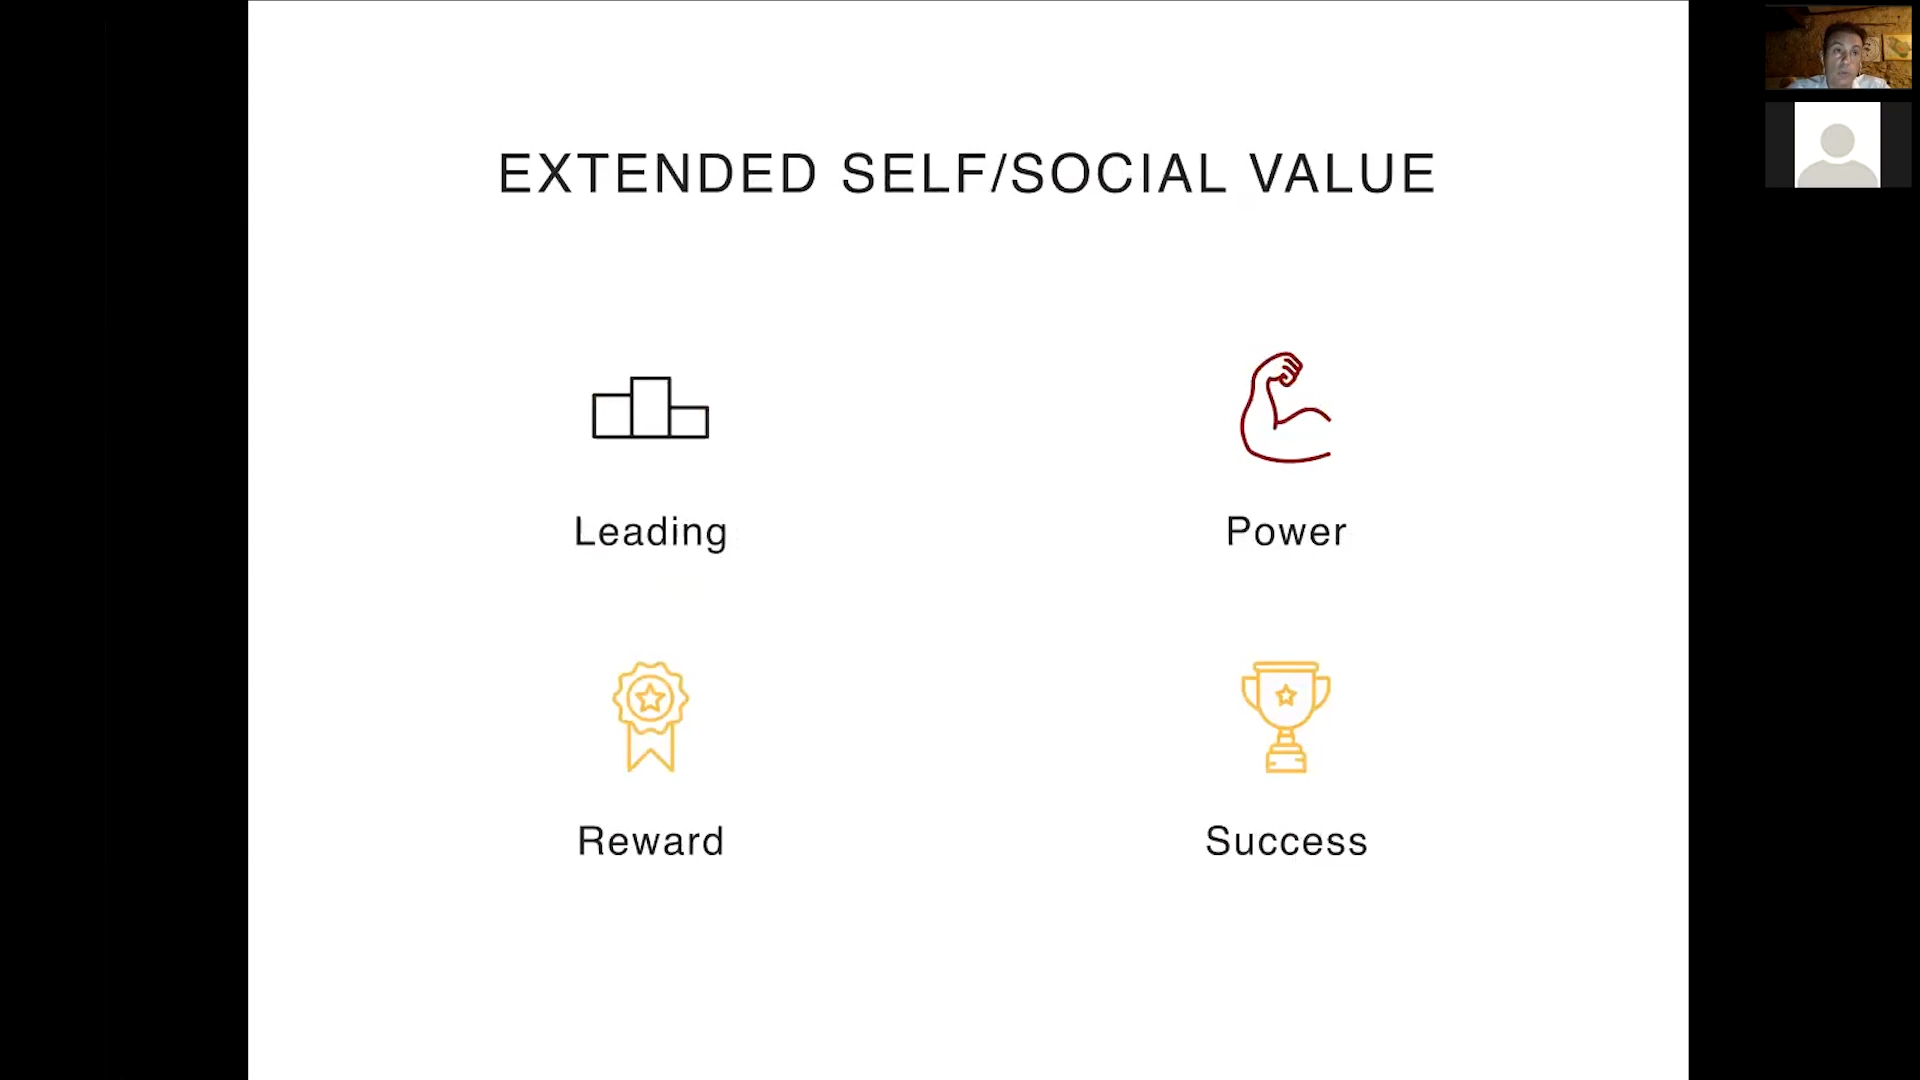 EXTENDED SELF/SOCIAL VALUE
Leading
Power
Reward
Success